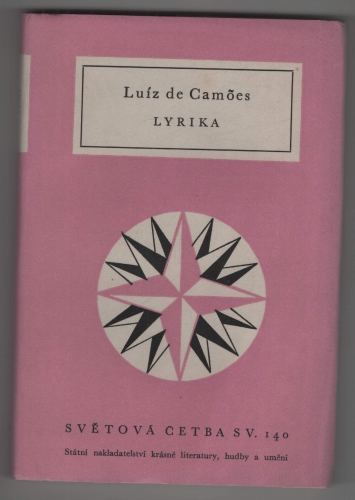 Luíz de Camões
LYRIKA
SVĚTOVÁ ČETBA SV. 140
Státní nakladatelství krásné literatury, hudby a umění